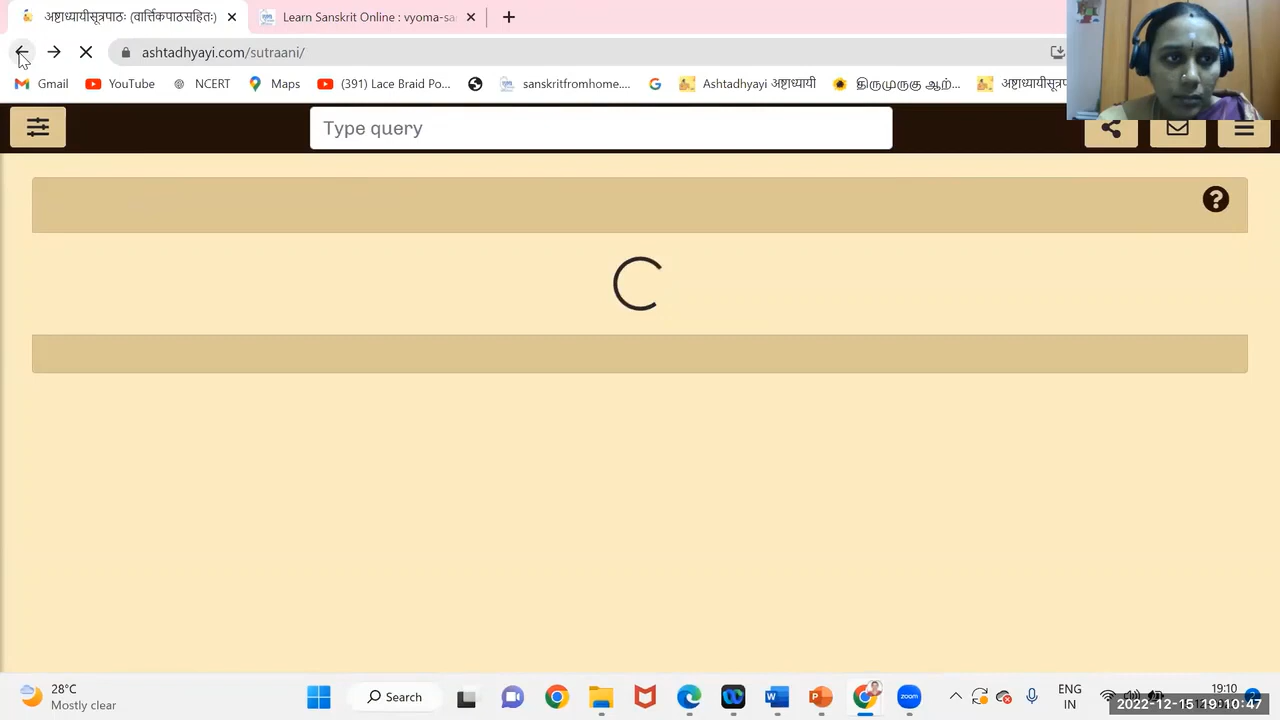 अष्टाध्यायीसूत्रपाठः (वार्त्तिकपाठसहितः)
Learn Sanskrit Online : vyoma-sa
ashtadhyayi.com/sutraani/
Gmail
YouTube
NCERT
Maps
(391) Lace Braid Po...
sanskritfromhome....
Ashtadhyayi अष्टाध्यायी
திருமுருகு ஆற்...
अष्टाध्यायीसूत्रप
Type query
28°C
Mostly clear
Search
zoom
ENG
IN
19:10
2022-12-15 19:10:47